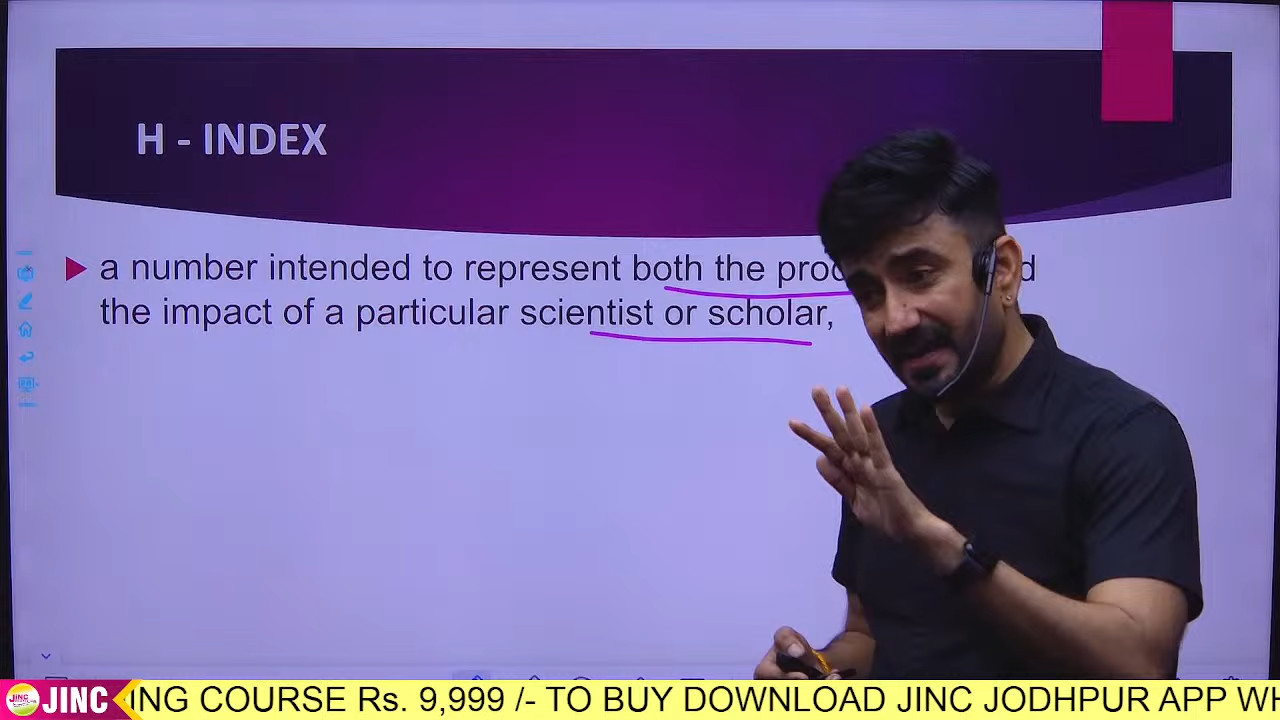 H - INDEX
a number intended to represent both the
the impact of a particular scientist or scholar,
JINC
COURSE Rs. 9,999 /- TO BUY DOWNLOAD JINC JODHPUR APP